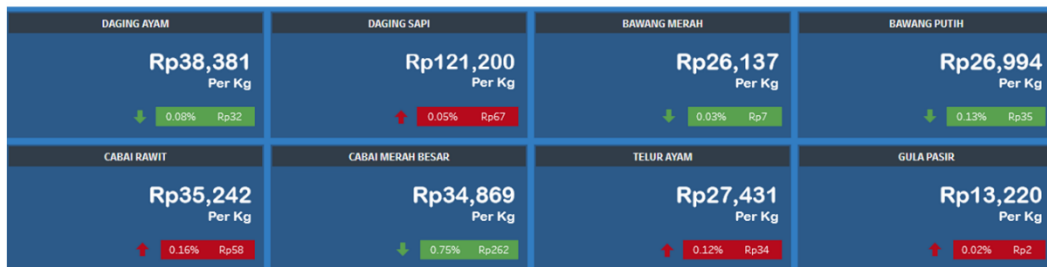 DAGING AYAM
Rp38,381
Per Kg
0.08% Rp32
DAGING SAPI
Rp121,200
Per Kg
0.05% Rp67
BAWANG MERAH
Rp26,137
Per Kg
0.03% Rp7
BAWANG PUTIH
Rp26,994
Per Kg
0.13% Rp35
CABAI RAWIT
Rp35,242
Per Kg
0.16% Rp58
CABAI MERAH BESAR
Rp34,869
Per Kg
0.75% Rp262
TELUR AYAM
Rp27,431
Per Kg
0.12% Rp34
GULA PASIR
Rp13,220
Per Kg
0.02% Rp2